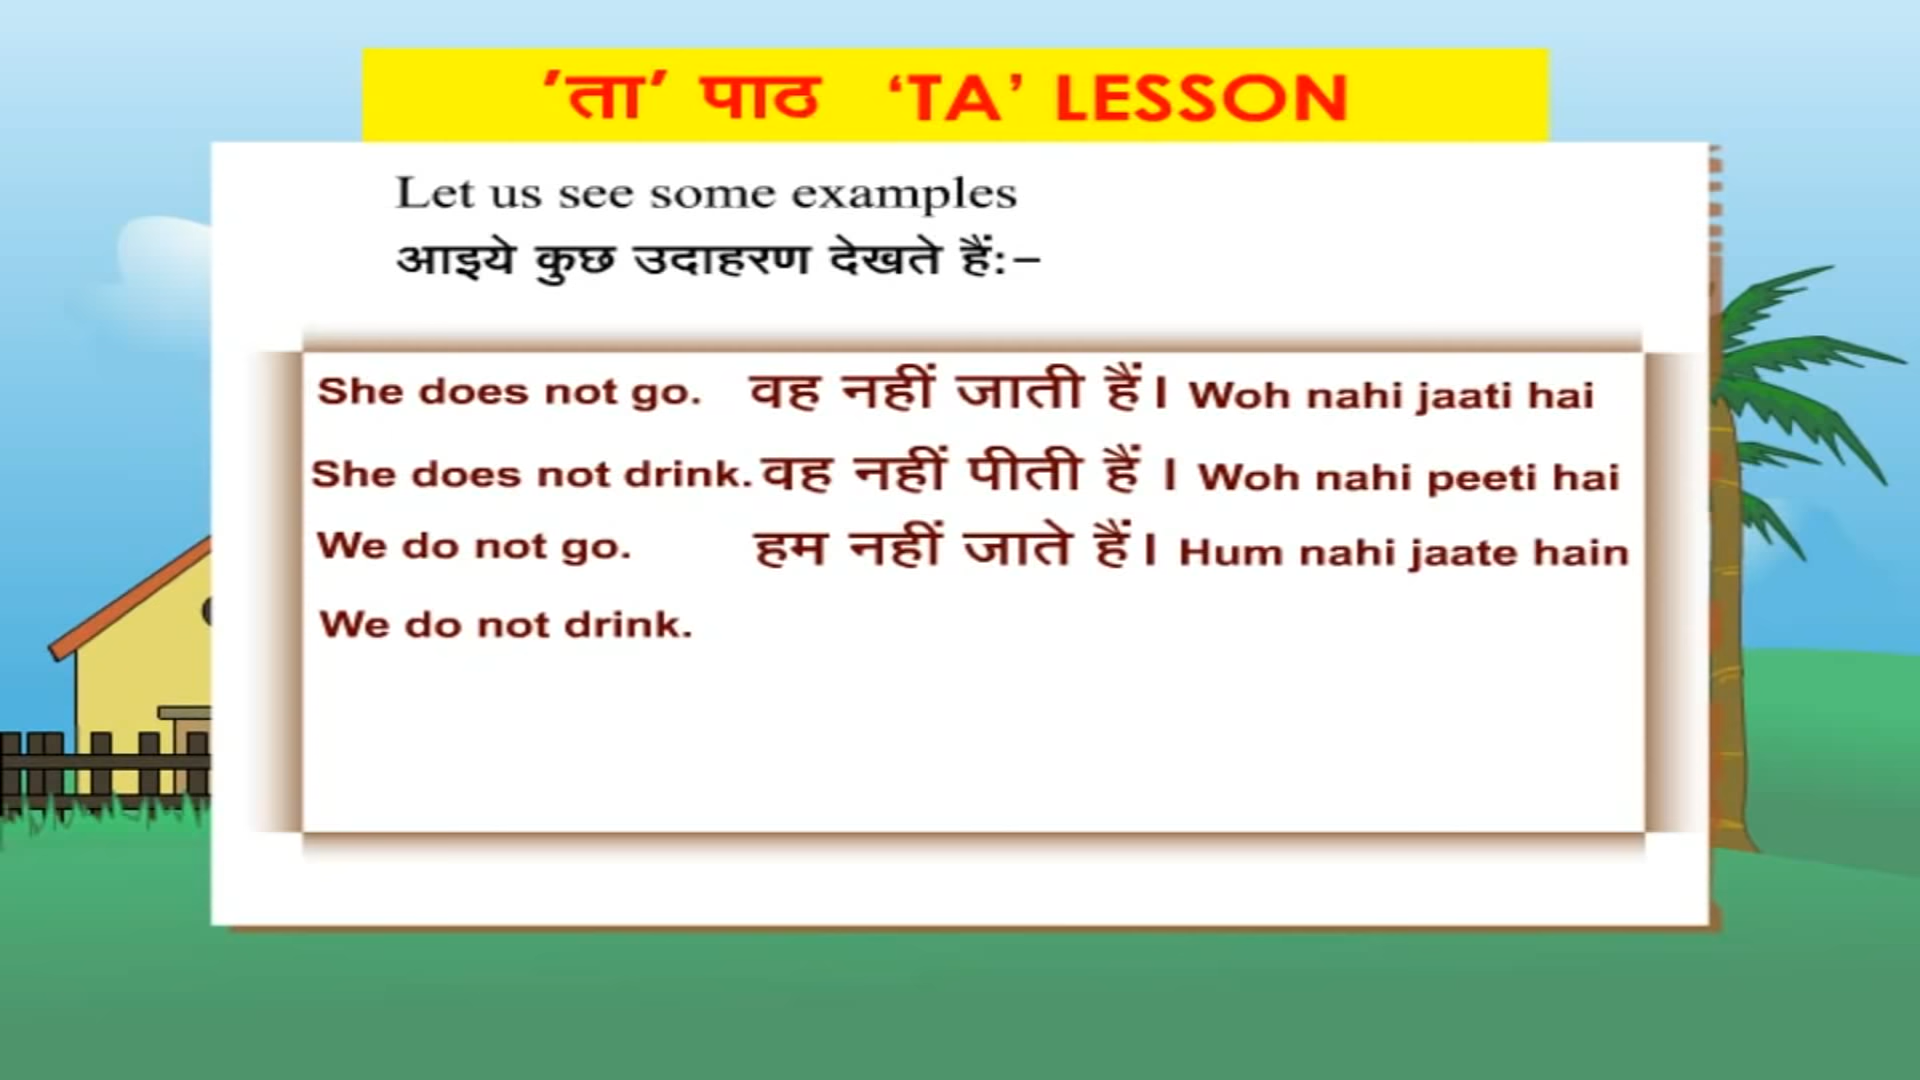 'ता' पाठ ‘TA’ LESSON
Let us see some examples
आइये कुछ उदाहरण देखते हैं:–
She does not go. वह नहीं जाती हैं। Woh nahi jaati hai
She does not drink. वह नहीं पीती हैं । Woh nahi peeti hai
We do not go. हम नहीं जाते हैं। Hum nahi jaate hain
We do not drink.